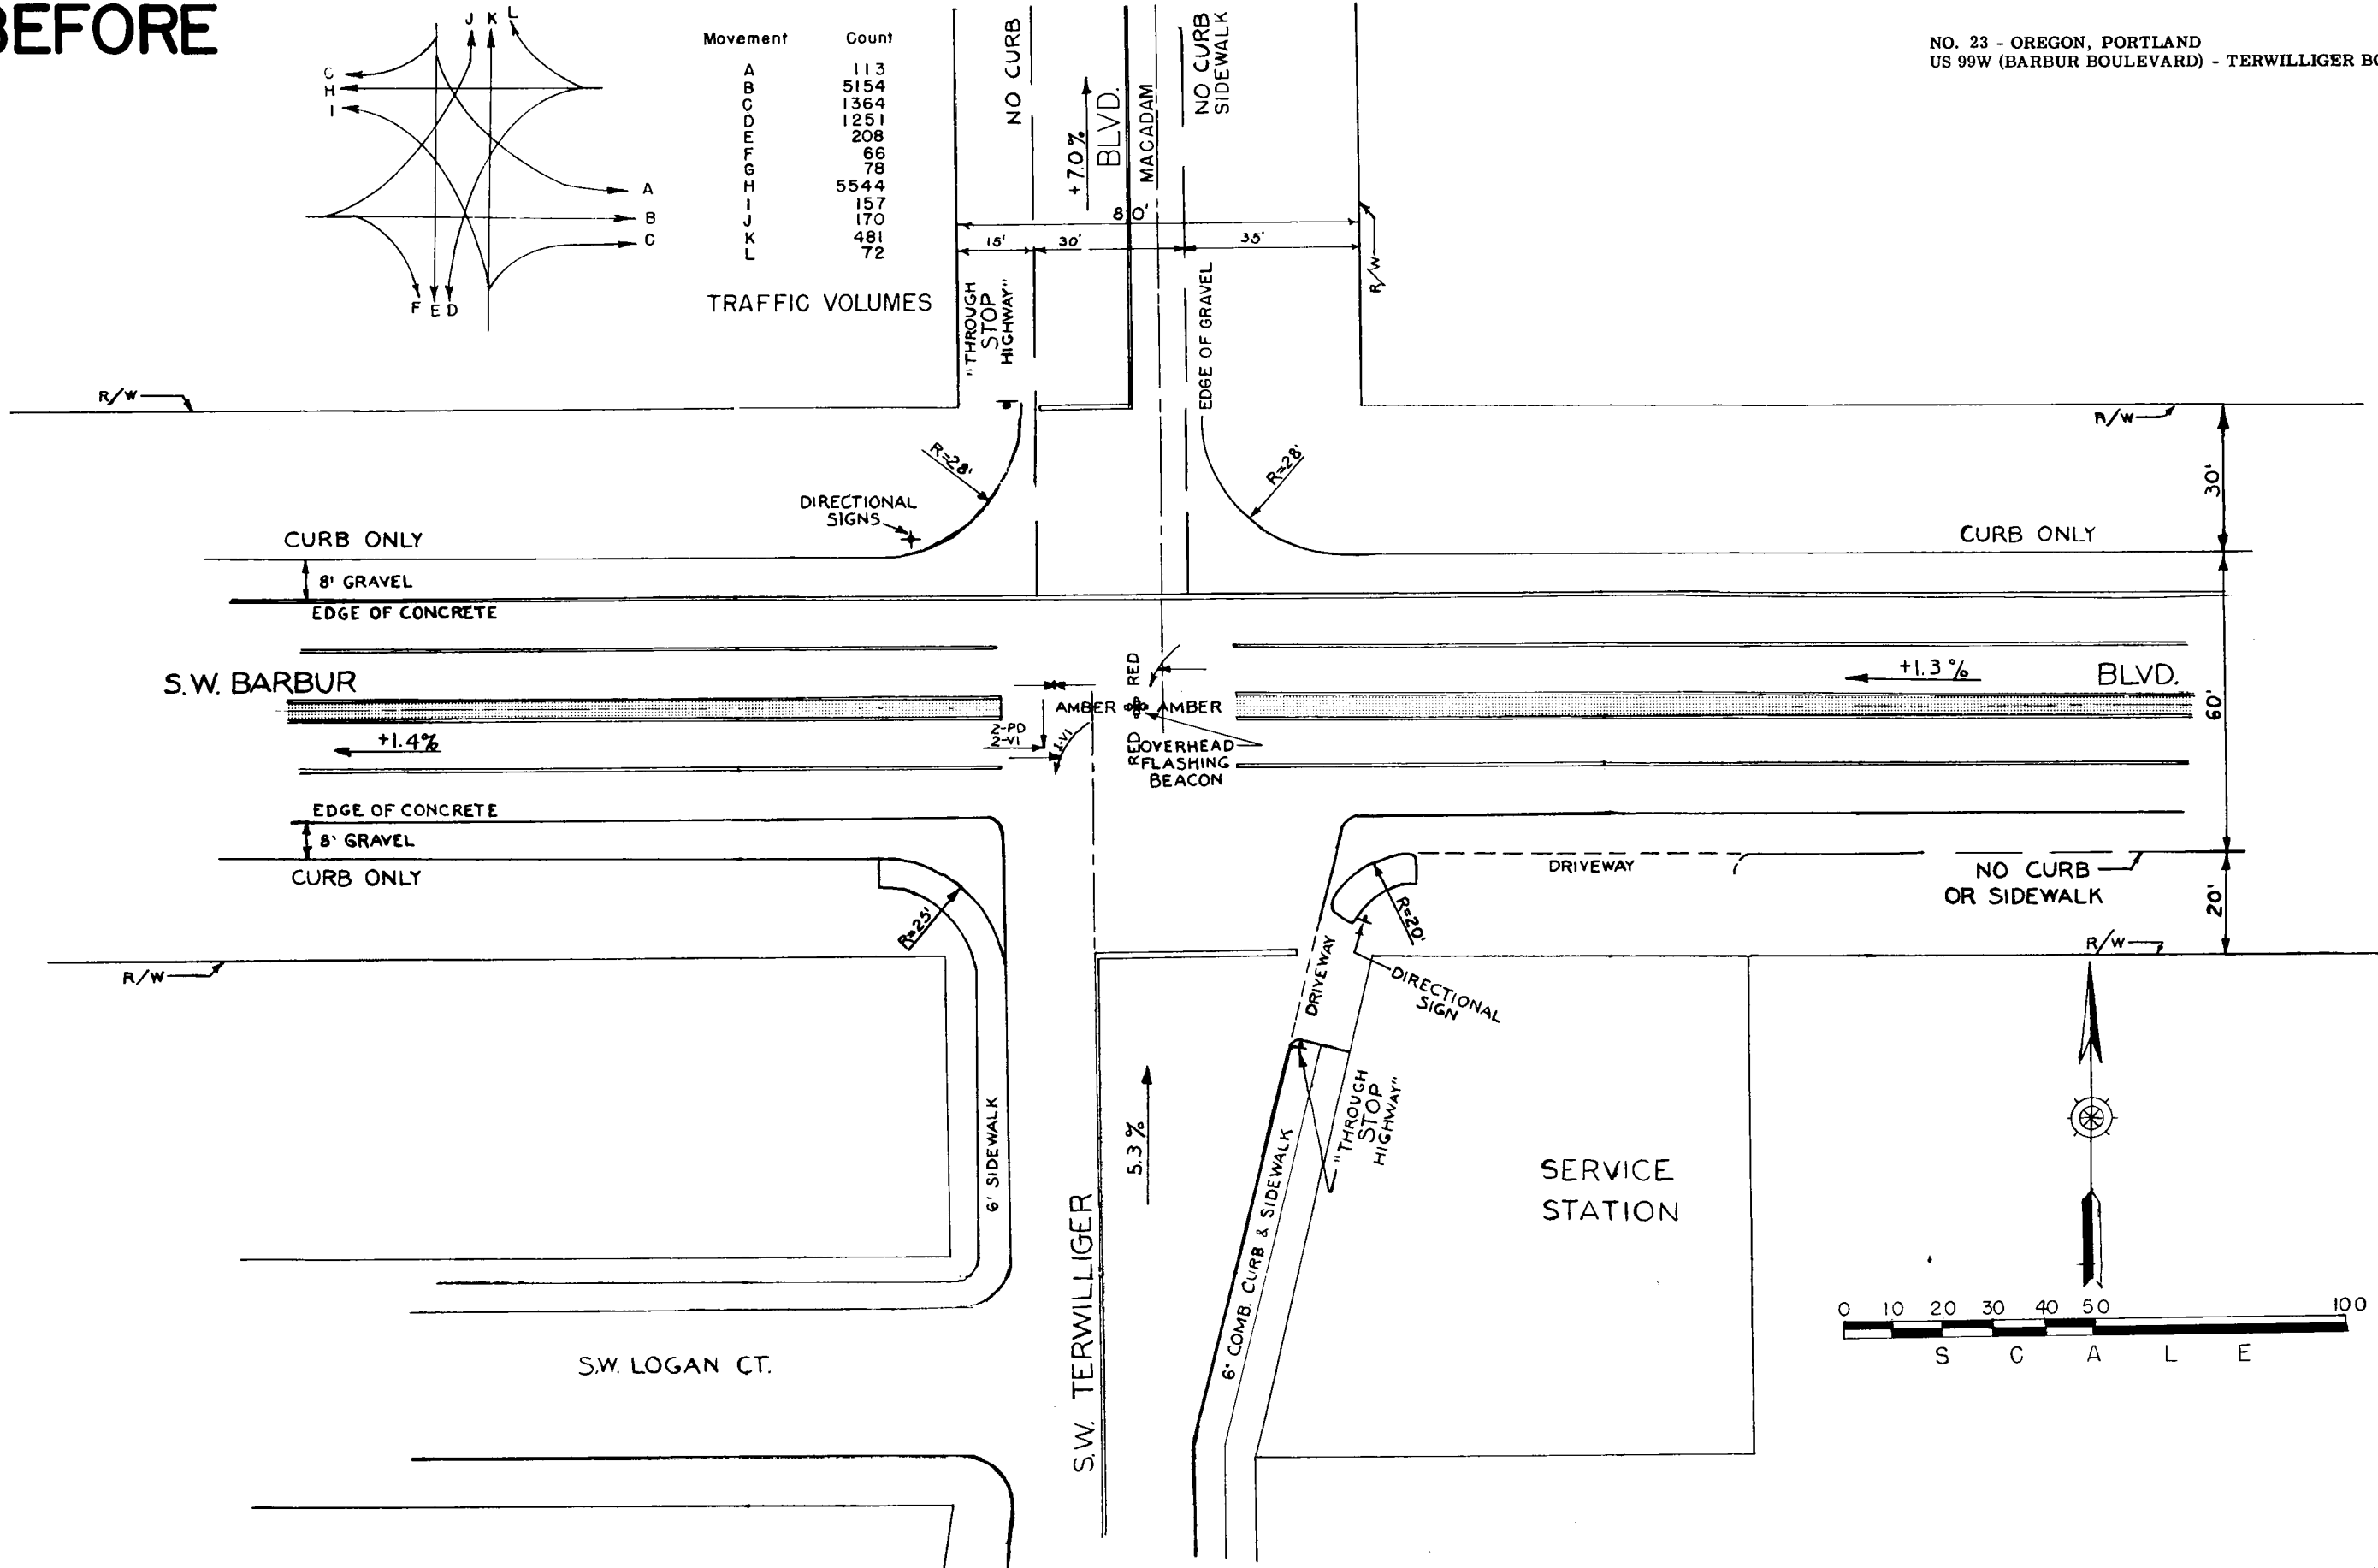 BEFORE
NO. 23 - OREGON, PORTLAND
US 99W (BARBUR BOULEVARD) - TERWILLIGER BO
J K L
C
H
I
A
B
C
F E D
Movement Count
A 113
B 5154
C 1364
D 1251
E 208
F 66
G 78
H 5544
I 157
J 170
K 481
L 72
TRAFFIC VOLUMES
NO CURB
+7.0%
BLVD.
MACADAM
NO CURB
SIDEWALK
80'
15' 30' 35'
R/W
"THROUGH
STOP
HIGHWAY"
EDGE OF GRAVEL
R/W
R/W
R=28'
R=28'
DIRECTIONAL
SIGNS
30'
CURB ONLY
CURB ONLY
8' GRAVEL
EDGE OF CONCRETE
S.W. BARBUR
BLVD.
+1.3%
+1.4%
60'
RED
AMBER AMBER
RED
2-PD
2-VI
2-VI
OVERHEAD
FLASHING
BEACON
EDGE OF CONCRETE
8' GRAVEL
CURB ONLY
R=25'
R=20'
DRIVEWAY
NO CURB
OR SIDEWALK
20'
R/W
R/W
DRIVEWAY
DIRECTIONAL
SIGN
"THROUGH
STOP
HIGHWAY"
6' SIDEWALK
5.3%
S.W. TERWILLIGER
6' COMB. CURB & SIDEWALK
SERVICE
STATION
S.W. LOGAN CT.
0 10 20 30 40 50 100
S C A L E